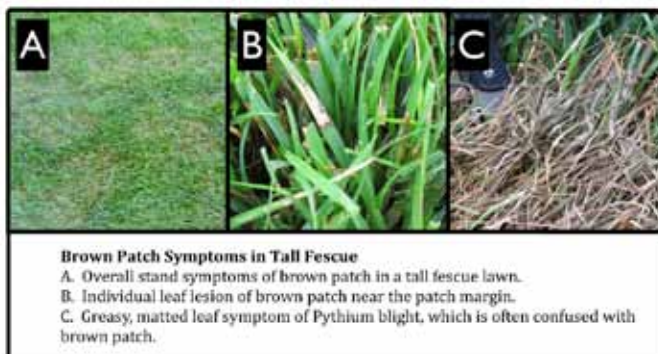 A
B
C
Brown Patch Symptoms in Tall Fescue
A. Overall stand symptoms of brown patch in a tall fescue lawn.
B. Individual leaf lesion of brown patch near the patch margin.
C. Greasy, matted leaf symptom of Pythium blight, which is often confused with
brown patch.